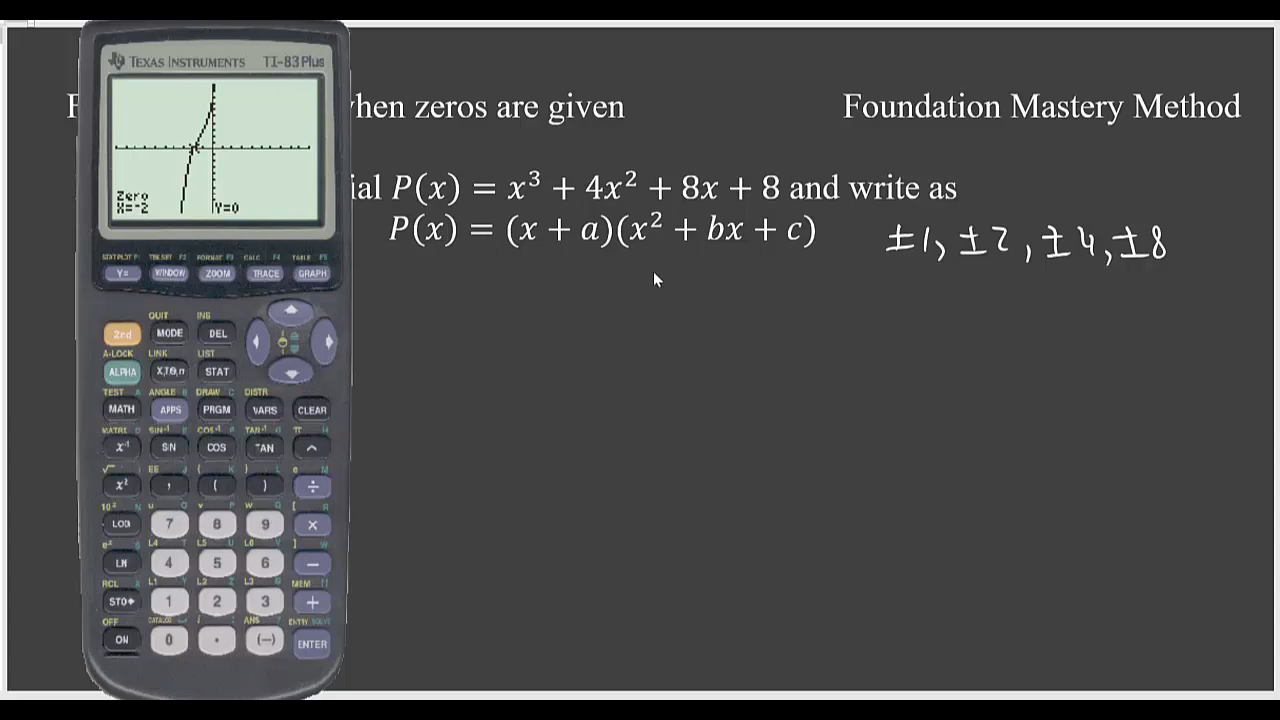 TEXAS INSTRUMENTS TI-83 Plus
Zero
X=-2 Y=0
when zeros are given
Foundation Mastery Method
P(x) = x³ + 4x² + 8x + 8 and write as
P(x) = (x + a)(x² + bx + c)
±1, ±2, ±4, ±8
STAT PLOT F1 TBLSET F2 FORMAT F3 CALC F4 TABLE F5
Y= WINDOW ZOOM TRACE GRAPH
QUIT INS
2nd MODE DEL
A-LOCK LINK LIST
ALPHA X,T,θ,n STAT
TEST A ANGLE B DRAW C DISTR
MATH APPS PRGM VARS CLEAR
MATRX D SIN⁻¹ E COS⁻¹ F TAN⁻¹ G π H
x⁻¹ SIN COS TAN ^
√ I EE J { K } L e M
x² , ( ) ÷
10ˣ N u O v P w Q [ R
LOG 7 8 9 ×
eˣ S L4 T L5 U L6 V ] W
LN 4 5 6 −
RCL X L1 Y L2 Z L3 θ MEM "
STO▸ 1 2 3 +
OFF CATALOG ANS ? ENTRY SOLVE
ON 0 . (−) ENTER